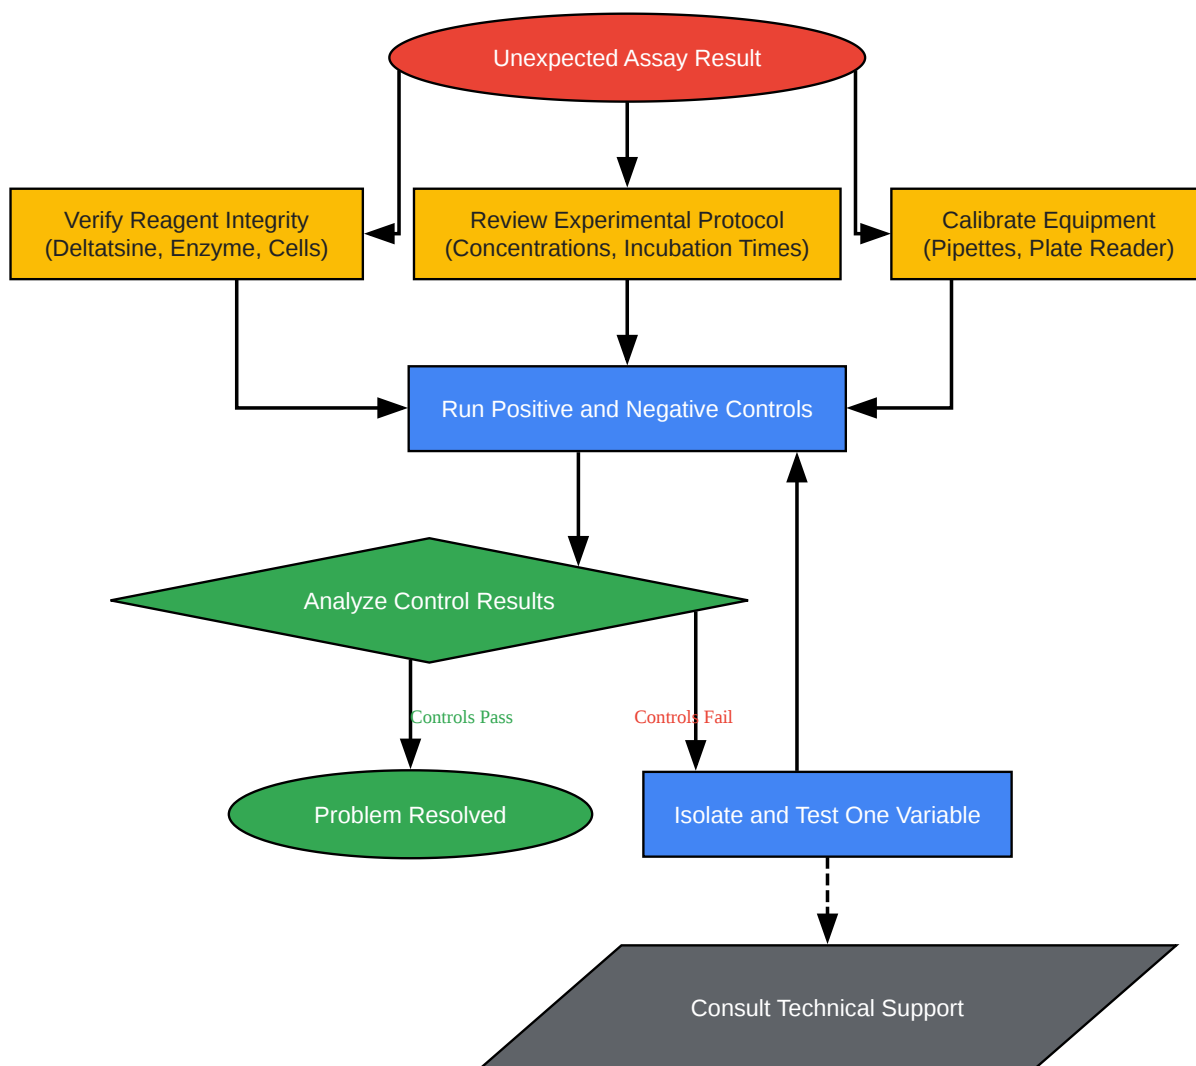 Unexpected Assay Result
Verify Reagent Integrity
(Deltatsine, Enzyme, Cells)
Review Experimental Protocol
(Concentrations, Incubation Times)
Calibrate Equipment
(Pipettes, Plate Reader)
Run Positive and Negative Controls
Analyze Control Results
Controls Pass
Controls Fail
Problem Resolved
Isolate and Test One Variable
Consult Technical Support